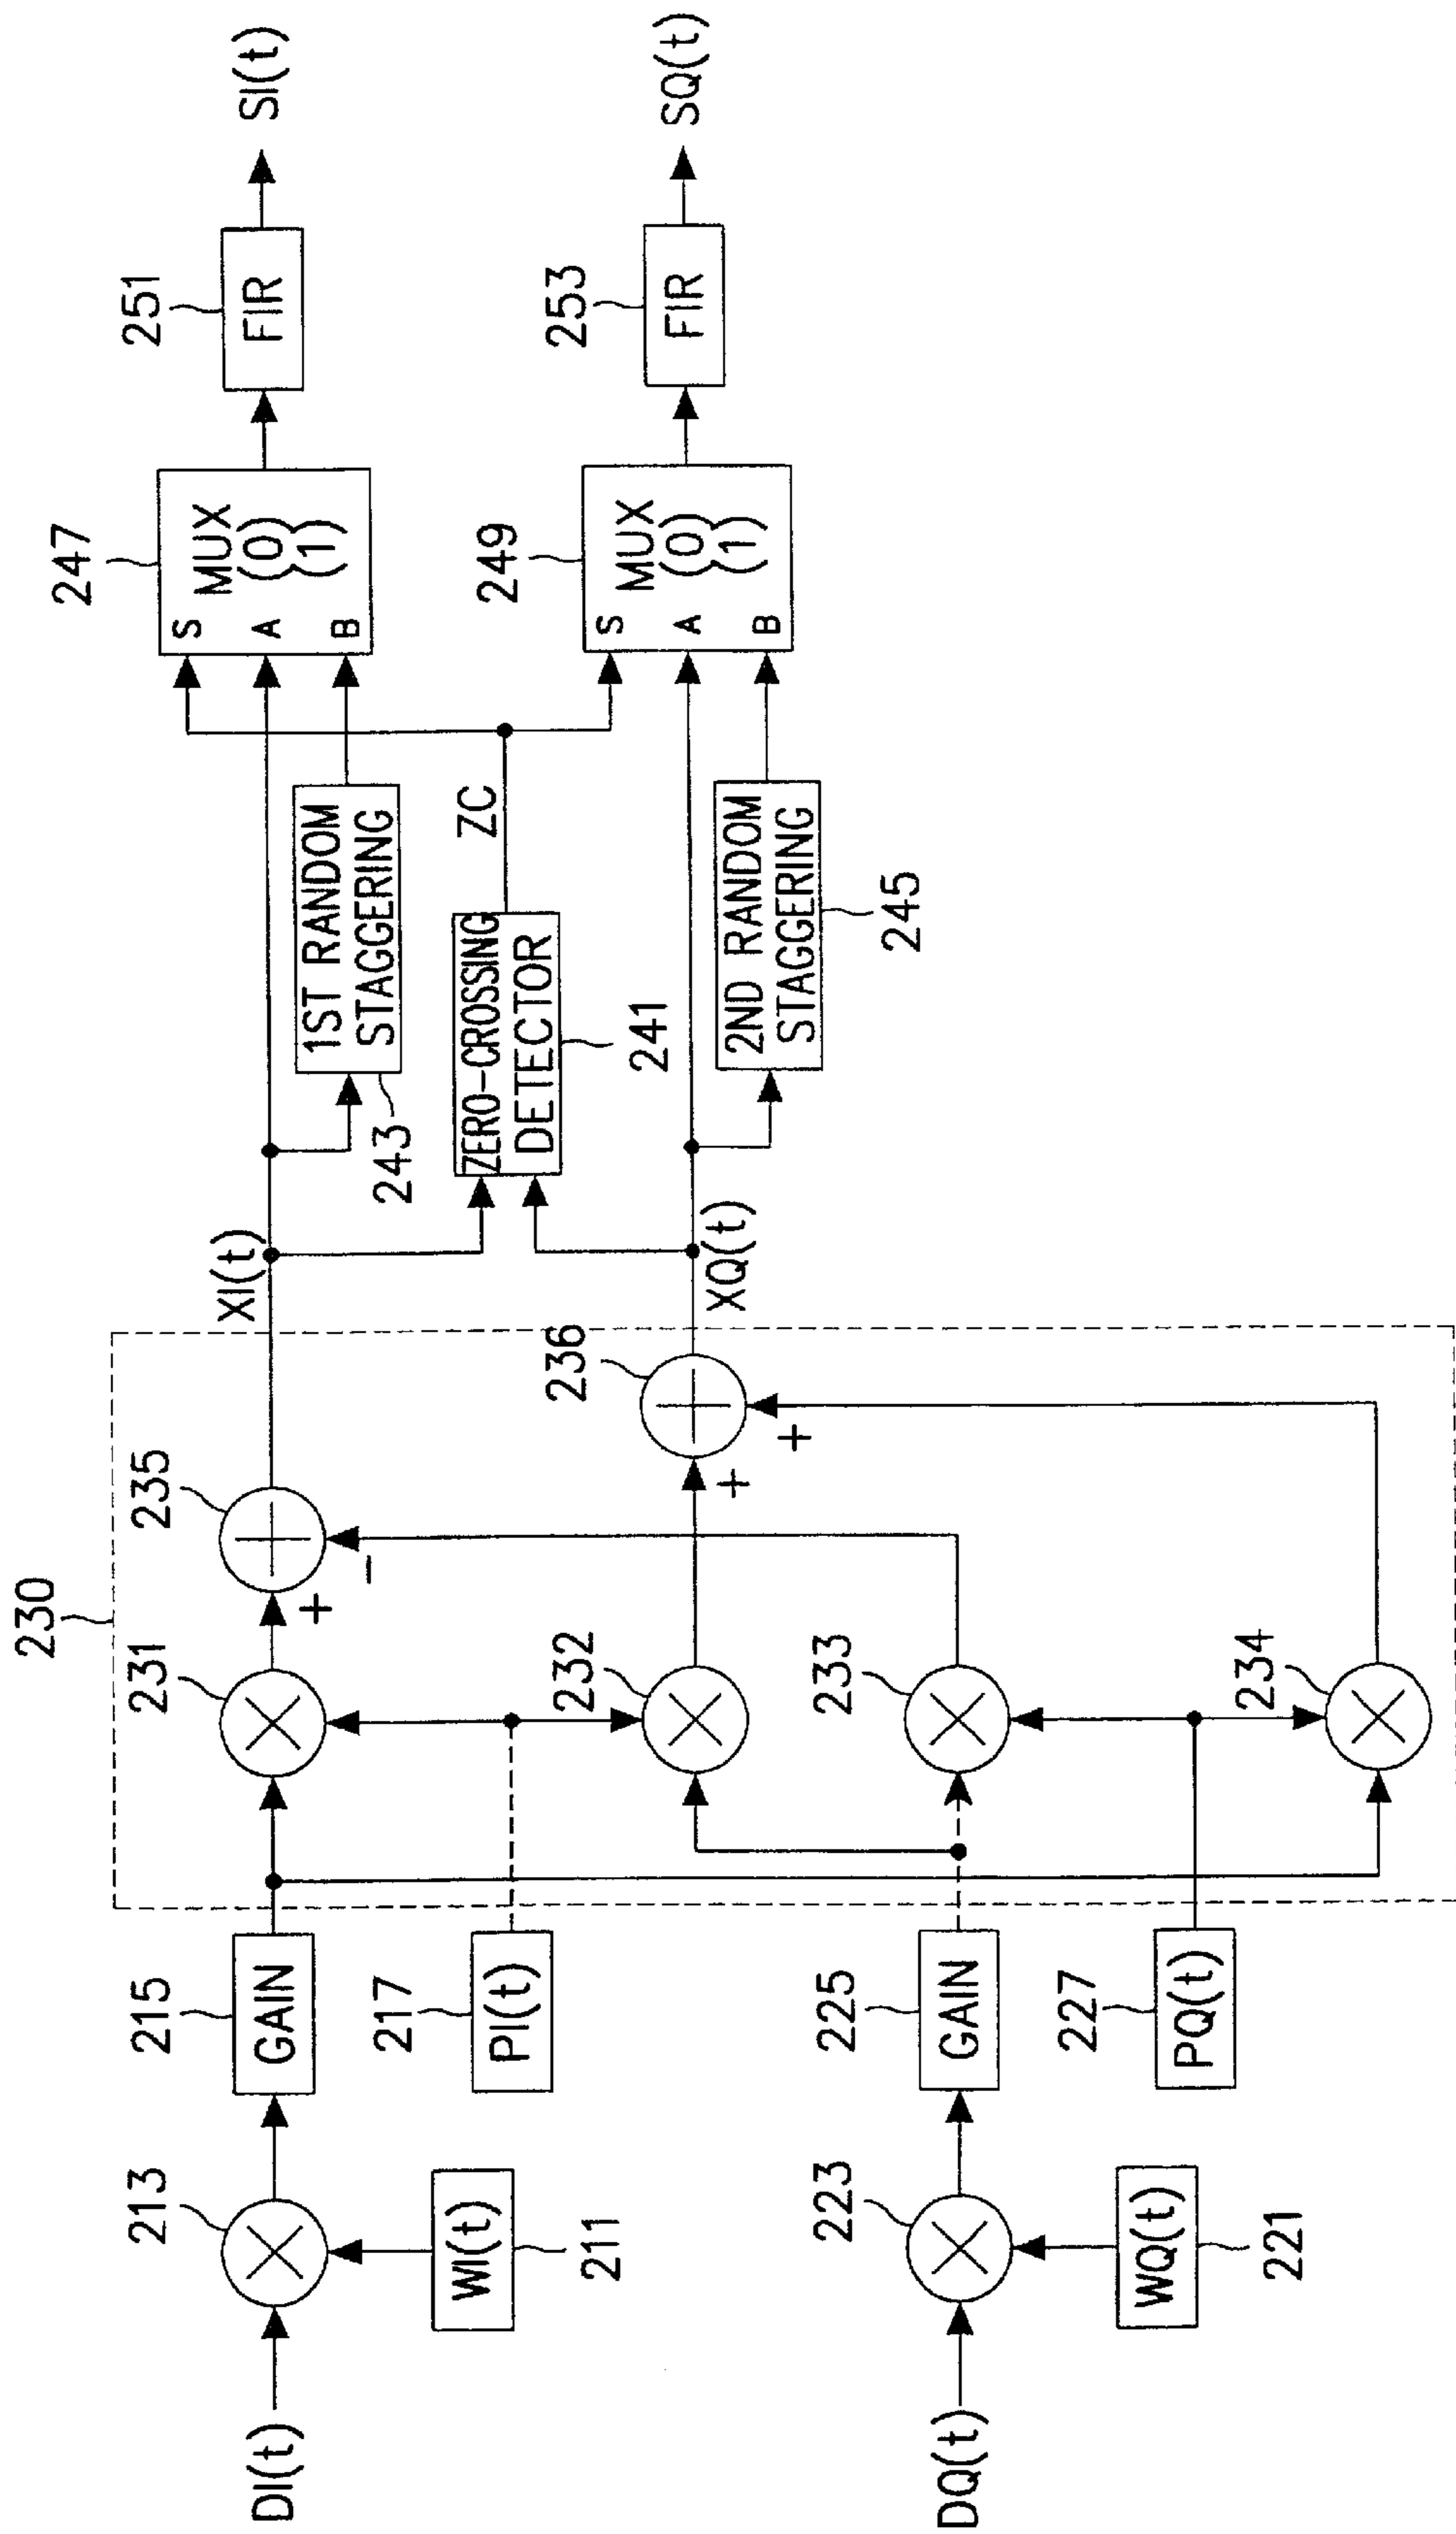 230
DI(t)
213
WI(t)
211
215
GAIN
217
PI(t)
231
+
235
-
XI(t)
243
1ST RANDOM
STAGGERING
247
S
A
B
MUX
(0)
(1)
251
FIR
SI(t)
232
+
236
+
XQ(t)
ZERO-CROSSING
DETECTOR
241
ZC
2ND RANDOM
STAGGERING
245
249
S
A
B
MUX
(0)
(1)
253
FIR
SQ(t)
DQ(t)
223
WQ(t)
221
225
GAIN
227
PQ(t)
233
234